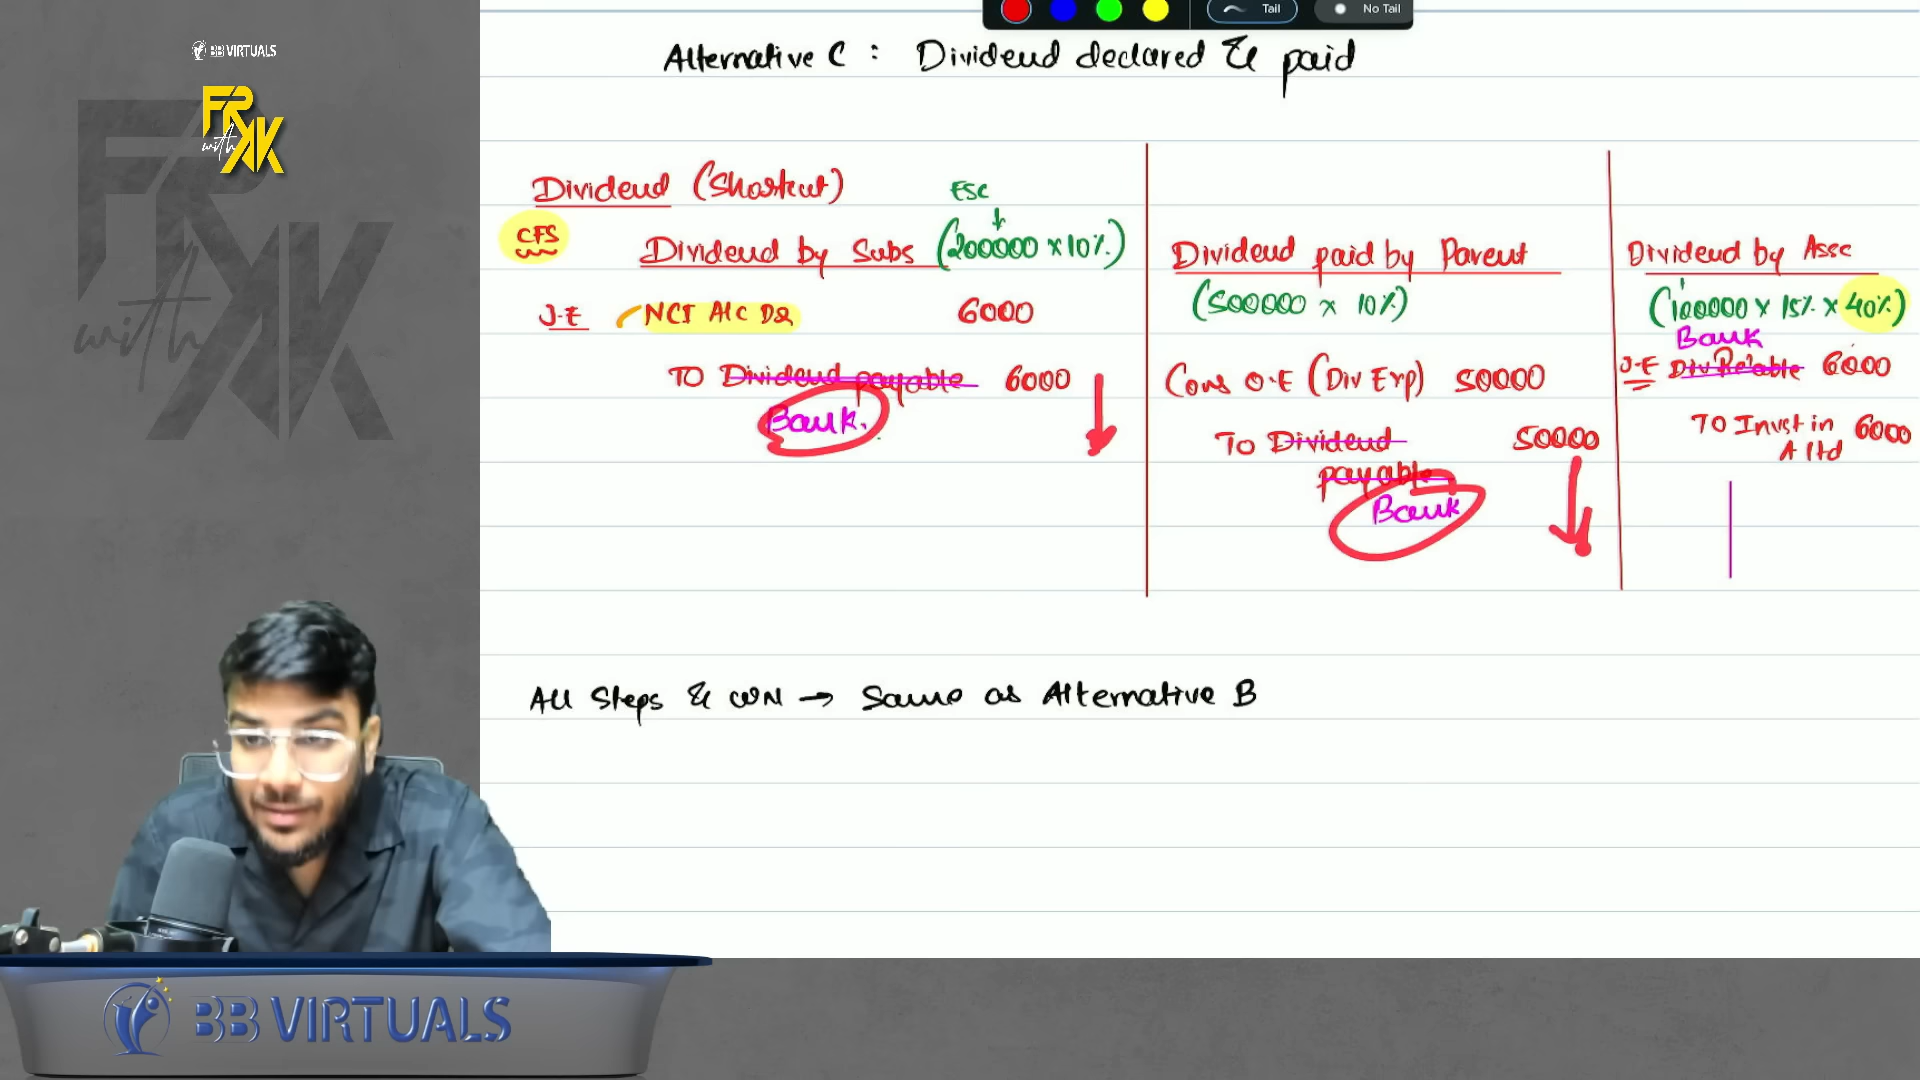 Tail
No Tail
BB VIRTUALS
FR
with
KK
Alternative C : Dividend declared & paid
Dividend (Shortcut)
ESC
CFS
Dividend by Subs (200000 x 10%)
J.E NCI A/C DR 6000
TO Dividend payable 6000
Bank.
Dividend paid by Parent
(500000 x 10%)
Cons O.E (Div Exp) 50000
To Dividend 50000
payable
Bank
Dividend by Assc
(100000 x 15% x 40%)
Bank
J.E Div Re'able 6000
TO Invst in 6000
A ltd
All Steps & WN → Same as Alternative B
BB VIRTUALS